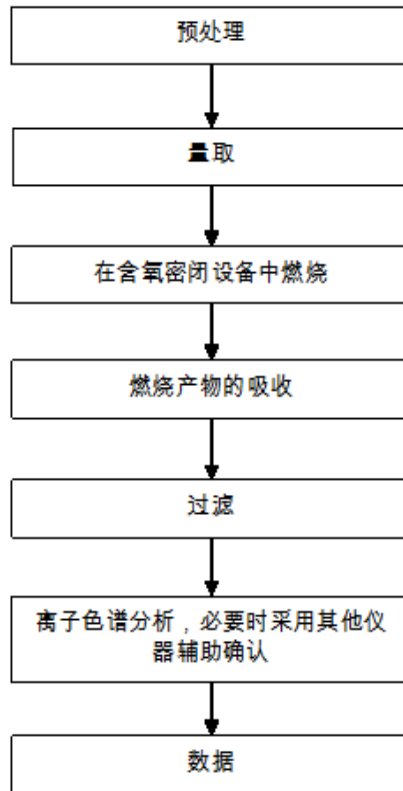 预处理
量取
在含氧密闭设备中燃烧
燃烧产物的吸收
过滤
离子色谱分析，必要时采用其他仪
器辅助确认
数据